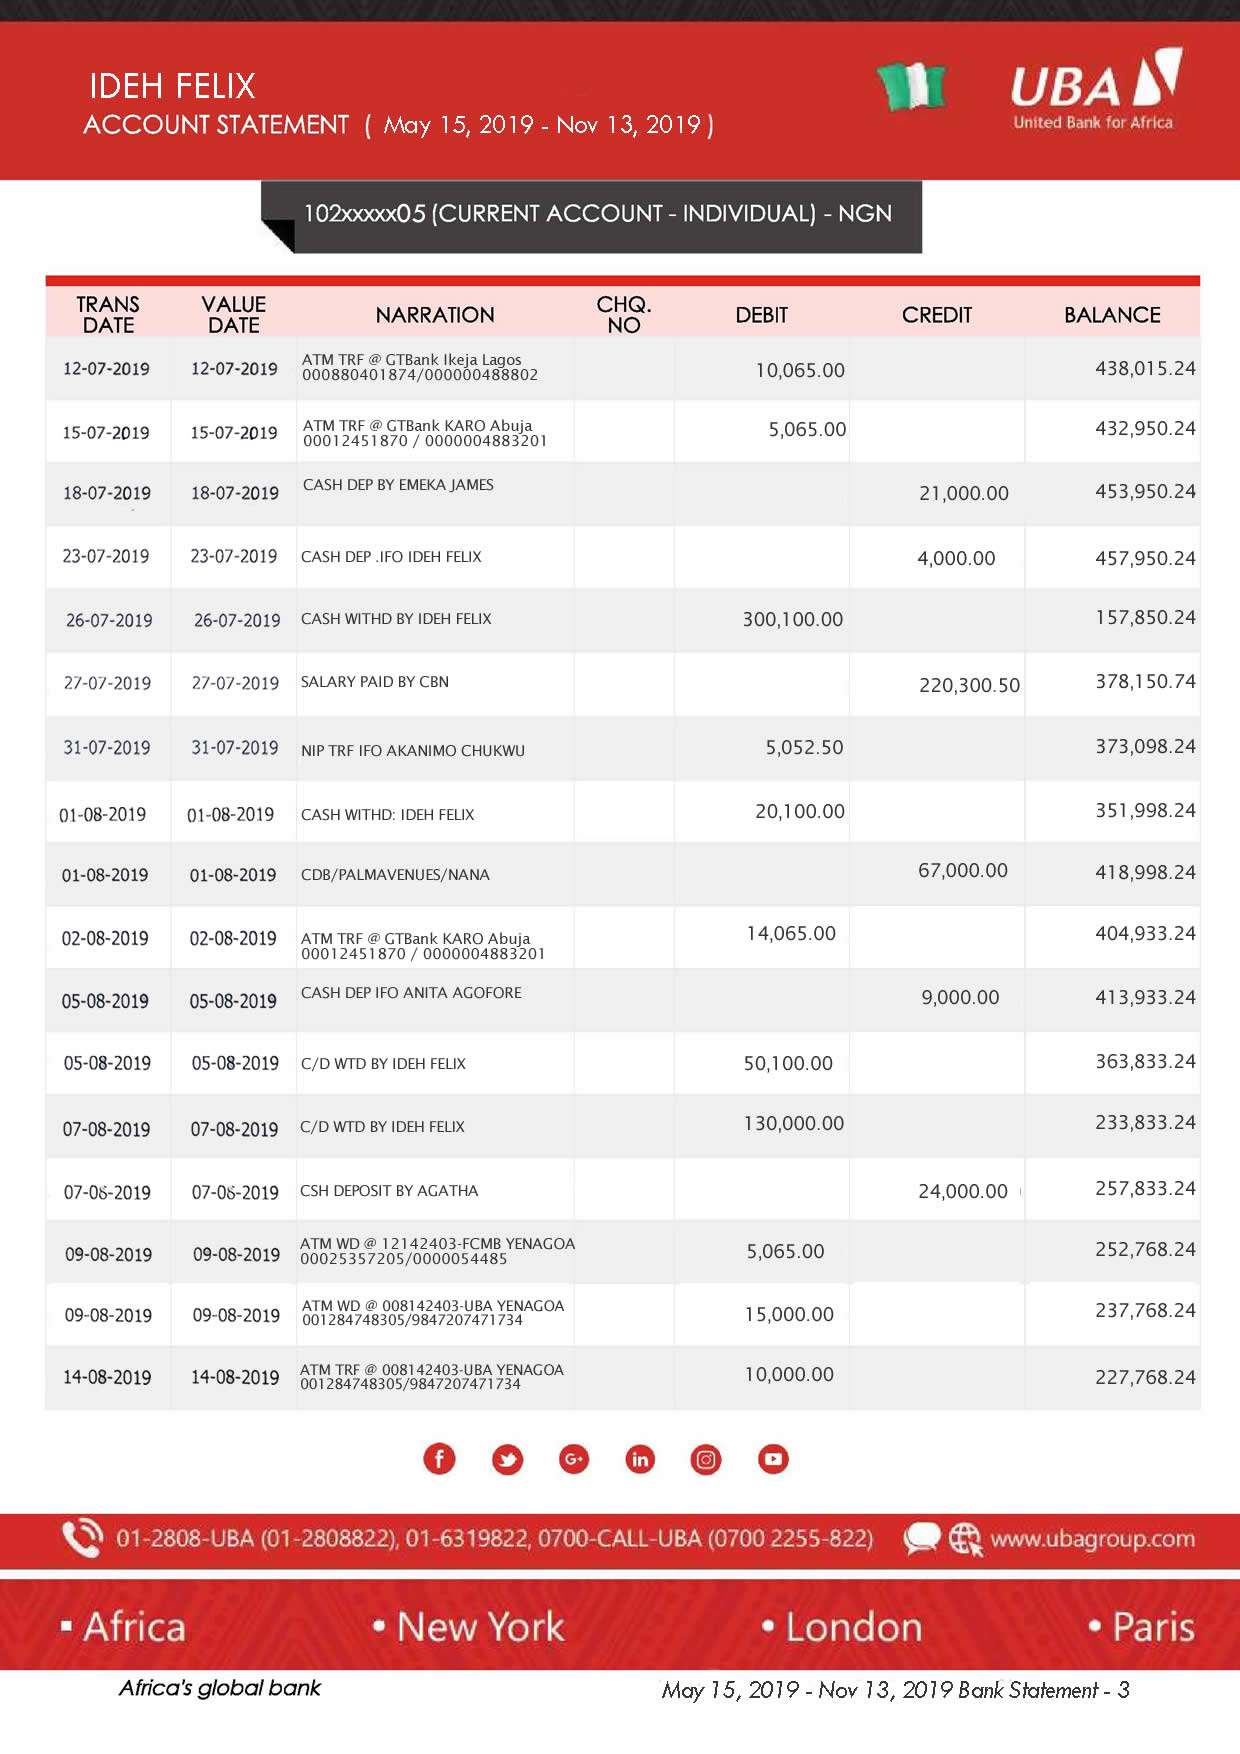 IDEH FELIX
ACCOUNT STATEMENT ( May 15, 2019 - Nov 13, 2019 )
UBA
United Bank for Africa
102xxxxx05 (CURRENT ACCOUNT - INDIVIDUAL) - NGN
TRANS DATE VALUE DATE NARRATION CHQ. NO DEBIT CREDIT BALANCE
12-07-2019 12-07-2019 ATM TRF @ GTBank Ikeja Lagos 10,065.00 438,015.24
000880401874/000000488802
15-07-2019 15-07-2019 ATM TRF @ GTBank KARO Abuja 5,065.00 432,950.24
00012451870 / 0000004883201
18-07-2019 18-07-2019 CASH DEP BY EMEKA JAMES 21,000.00 453,950.24
23-07-2019 23-07-2019 CASH DEP .IFO IDEH FELIX 4,000.00 457,950.24
26-07-2019 26-07-2019 CASH WITHD BY IDEH FELIX 300,100.00 157,850.24
27-07-2019 27-07-2019 SALARY PAID BY CBN 220,300.50 378,150.74
31-07-2019 31-07-2019 NIP TRF IFO AKANIMO CHUKWU 5,052.50 373,098.24
01-08-2019 01-08-2019 CASH WITHD: IDEH FELIX 20,100.00 351,998.24
01-08-2019 01-08-2019 CDB/PALMAVENUES/NANA 67,000.00 418,998.24
02-08-2019 02-08-2019 ATM TRF @ GTBank KARO Abuja 14,065.00 404,933.24
00012451870 / 0000004883201
05-08-2019 05-08-2019 CASH DEP IFO ANITA AGOFORE 9,000.00 413,933.24
05-08-2019 05-08-2019 C/D WTD BY IDEH FELIX 50,100.00 363,833.24
07-08-2019 07-08-2019 C/D WTD BY IDEH FELIX 130,000.00 233,833.24
07-08-2019 07-08-2019 CSH DEPOSIT BY AGATHA 24,000.00 257,833.24
09-08-2019 09-08-2019 ATM WD @ 12142403-FCMB YENAGOA 5,065.00 252,768.24
00025357205/0000054485
09-08-2019 09-08-2019 ATM WD @ 008142403-UBA YENAGOA 15,000.00 237,768.24
001284748305/9847207471734
14-08-2019 14-08-2019 ATM TRF @ 008142403-UBA YENAGOA 10,000.00 227,768.24
001284748305/9847207471734
01-2808-UBA (01-2808822), 01-6319822, 0700-CALL-UBA (0700 2255-822) www.ubagroup.com
▪ Africa • New York • London • Paris
Africa's global bank May 15, 2019 - Nov 13, 2019 Bank Statement - 3